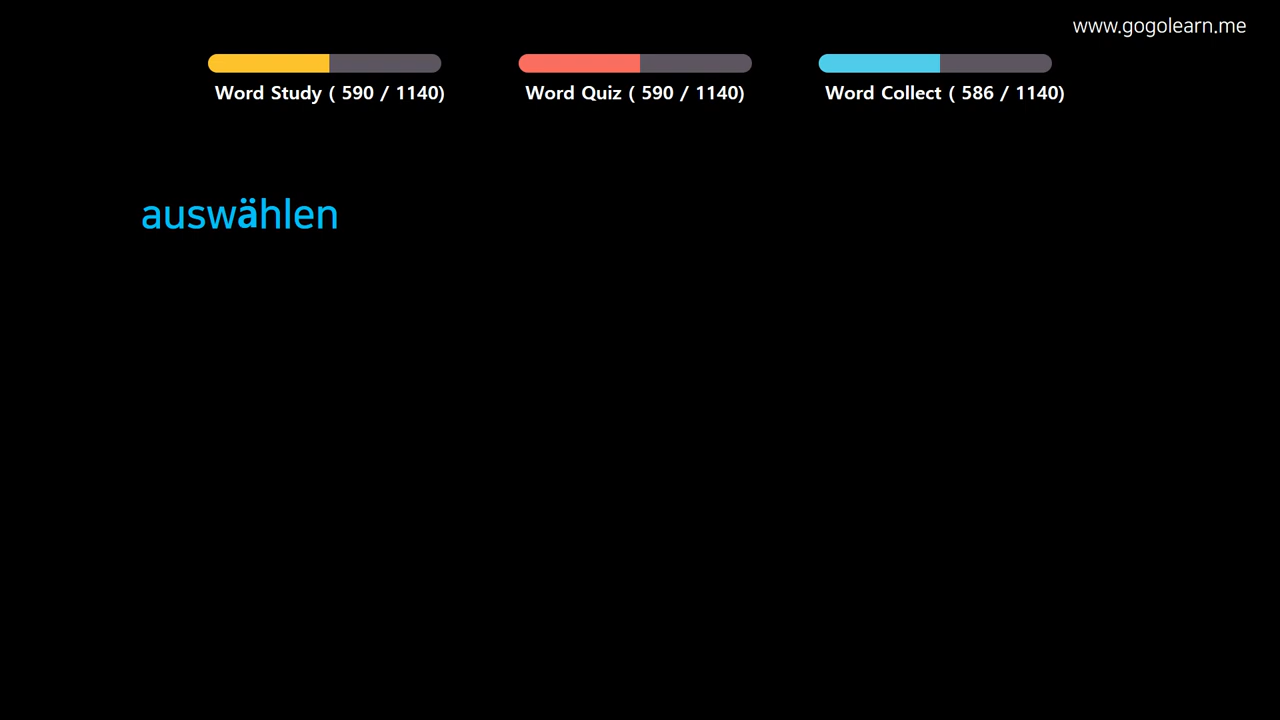 www.gogolearn.me
Word Study ( 590 / 1140)
Word Quiz ( 590 / 1140)
Word Collect ( 586 / 1140)
auswählen